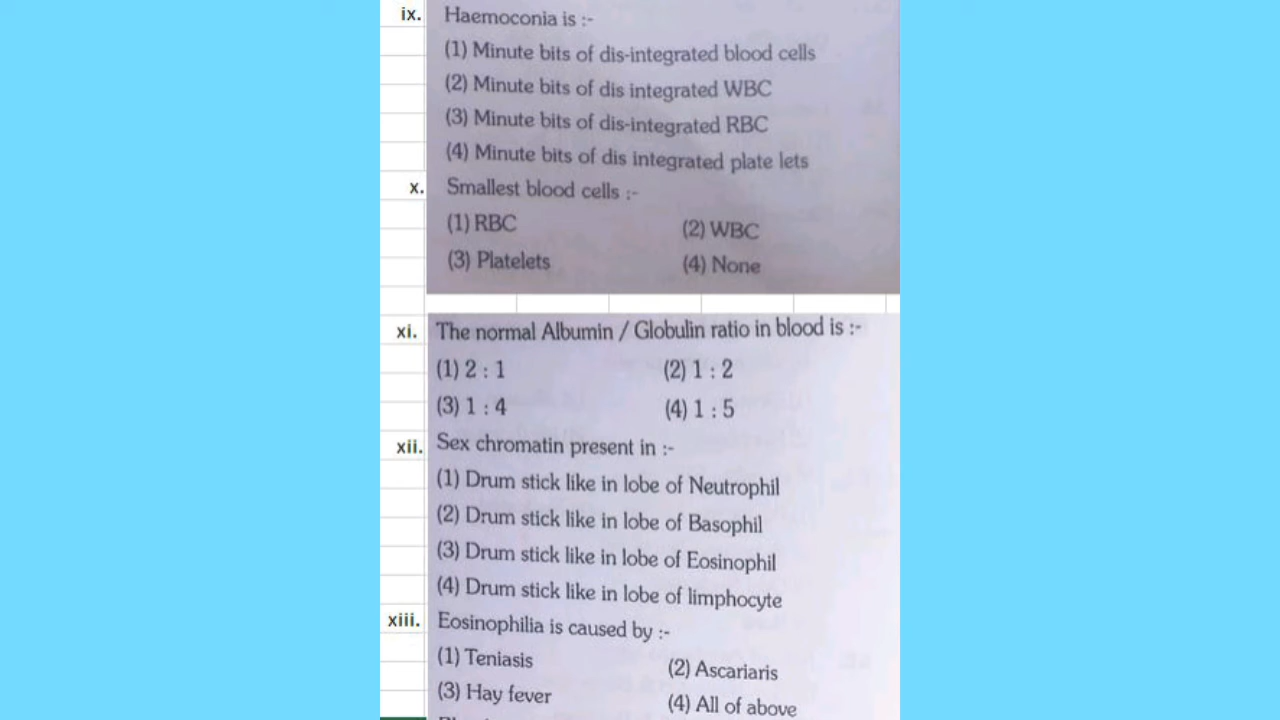 ix. Haemoconia is :-
(1) Minute bits of dis-integrated blood cells
(2) Minute bits of dis integrated WBC
(3) Minute bits of dis-integrated RBC
(4) Minute bits of dis integrated plate lets
x. Smallest blood cells :-
(1) RBC (2) WBC
(3) Platelets (4) None
xi. The normal Albumin / Globulin ratio in blood is :-
(1) 2 : 1 (2) 1 : 2
(3) 1 : 4 (4) 1 : 5
xii. Sex chromatin present in :-
(1) Drum stick like in lobe of Neutrophil
(2) Drum stick like in lobe of Basophil
(3) Drum stick like in lobe of Eosinophil
(4) Drum stick like in lobe of limphocyte
xiii. Eosinophilia is caused by :-
(1) Teniasis (2) Ascariaris
(3) Hay fever (4) All of above